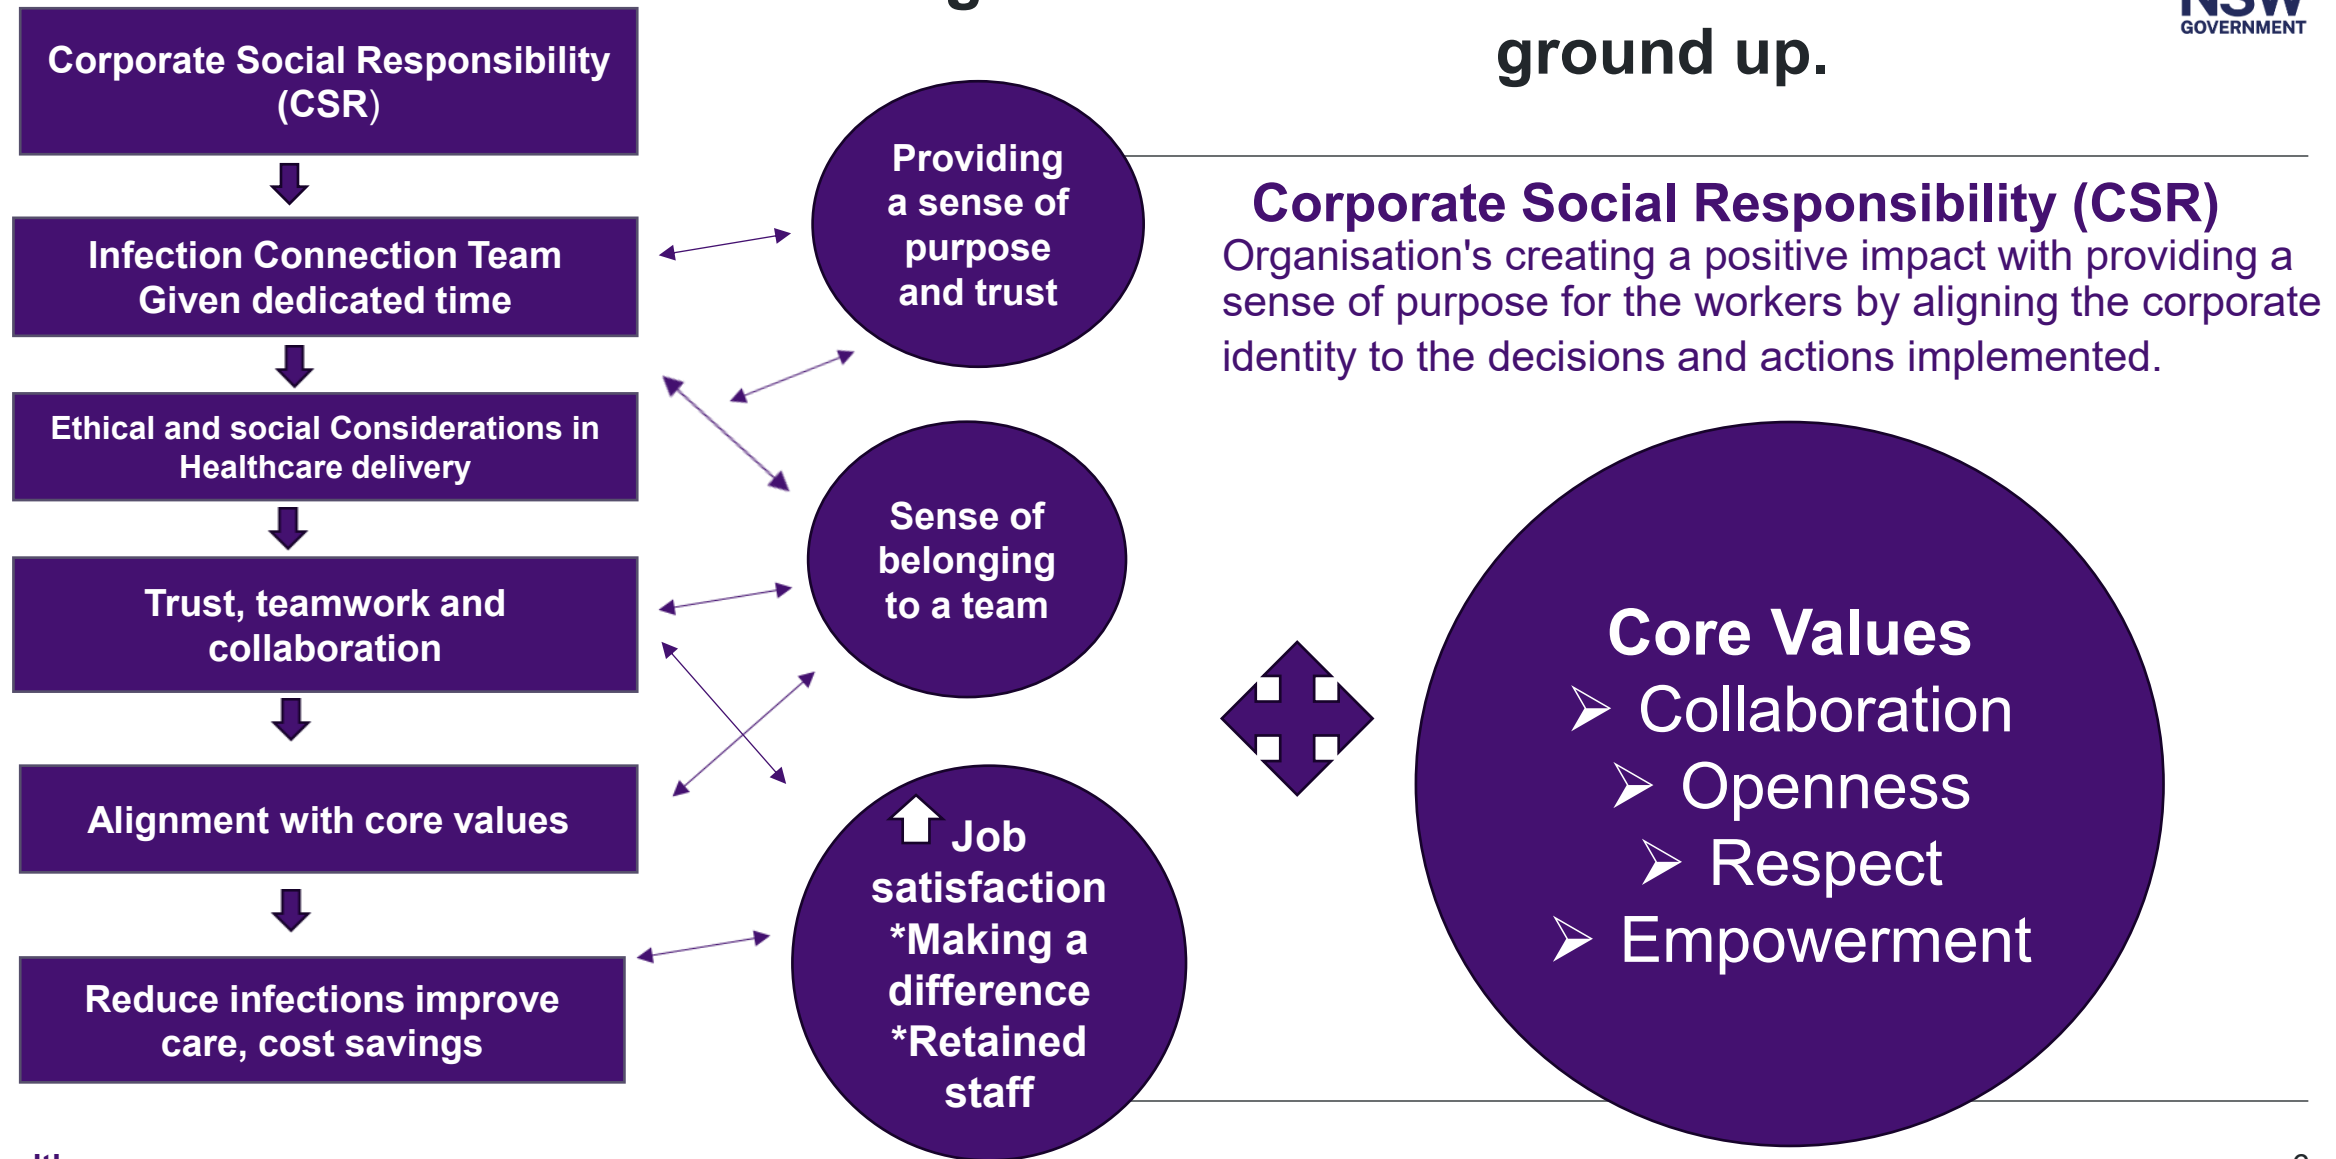 ground up.
NSW
GOVERNMENT
Corporate Social Responsibility
(CSR)
Infection Connection Team
Given dedicated time
Ethical and social Considerations in
Healthcare delivery
Trust, teamwork and
collaboration
Alignment with core values
Reduce infections improve
care, cost savings
Providing
a sense of
purpose
and trust
Sense of
belonging
to a team
Job
satisfaction
*Making a
difference
*Retained
staff
Corporate Social Responsibility (CSR)
Organisation's creating a positive impact with providing a
sense of purpose for the workers by aligning the corporate
identity to the decisions and actions implemented.
Core Values
➢ Collaboration
➢ Openness
➢ Respect
➢ Empowerment